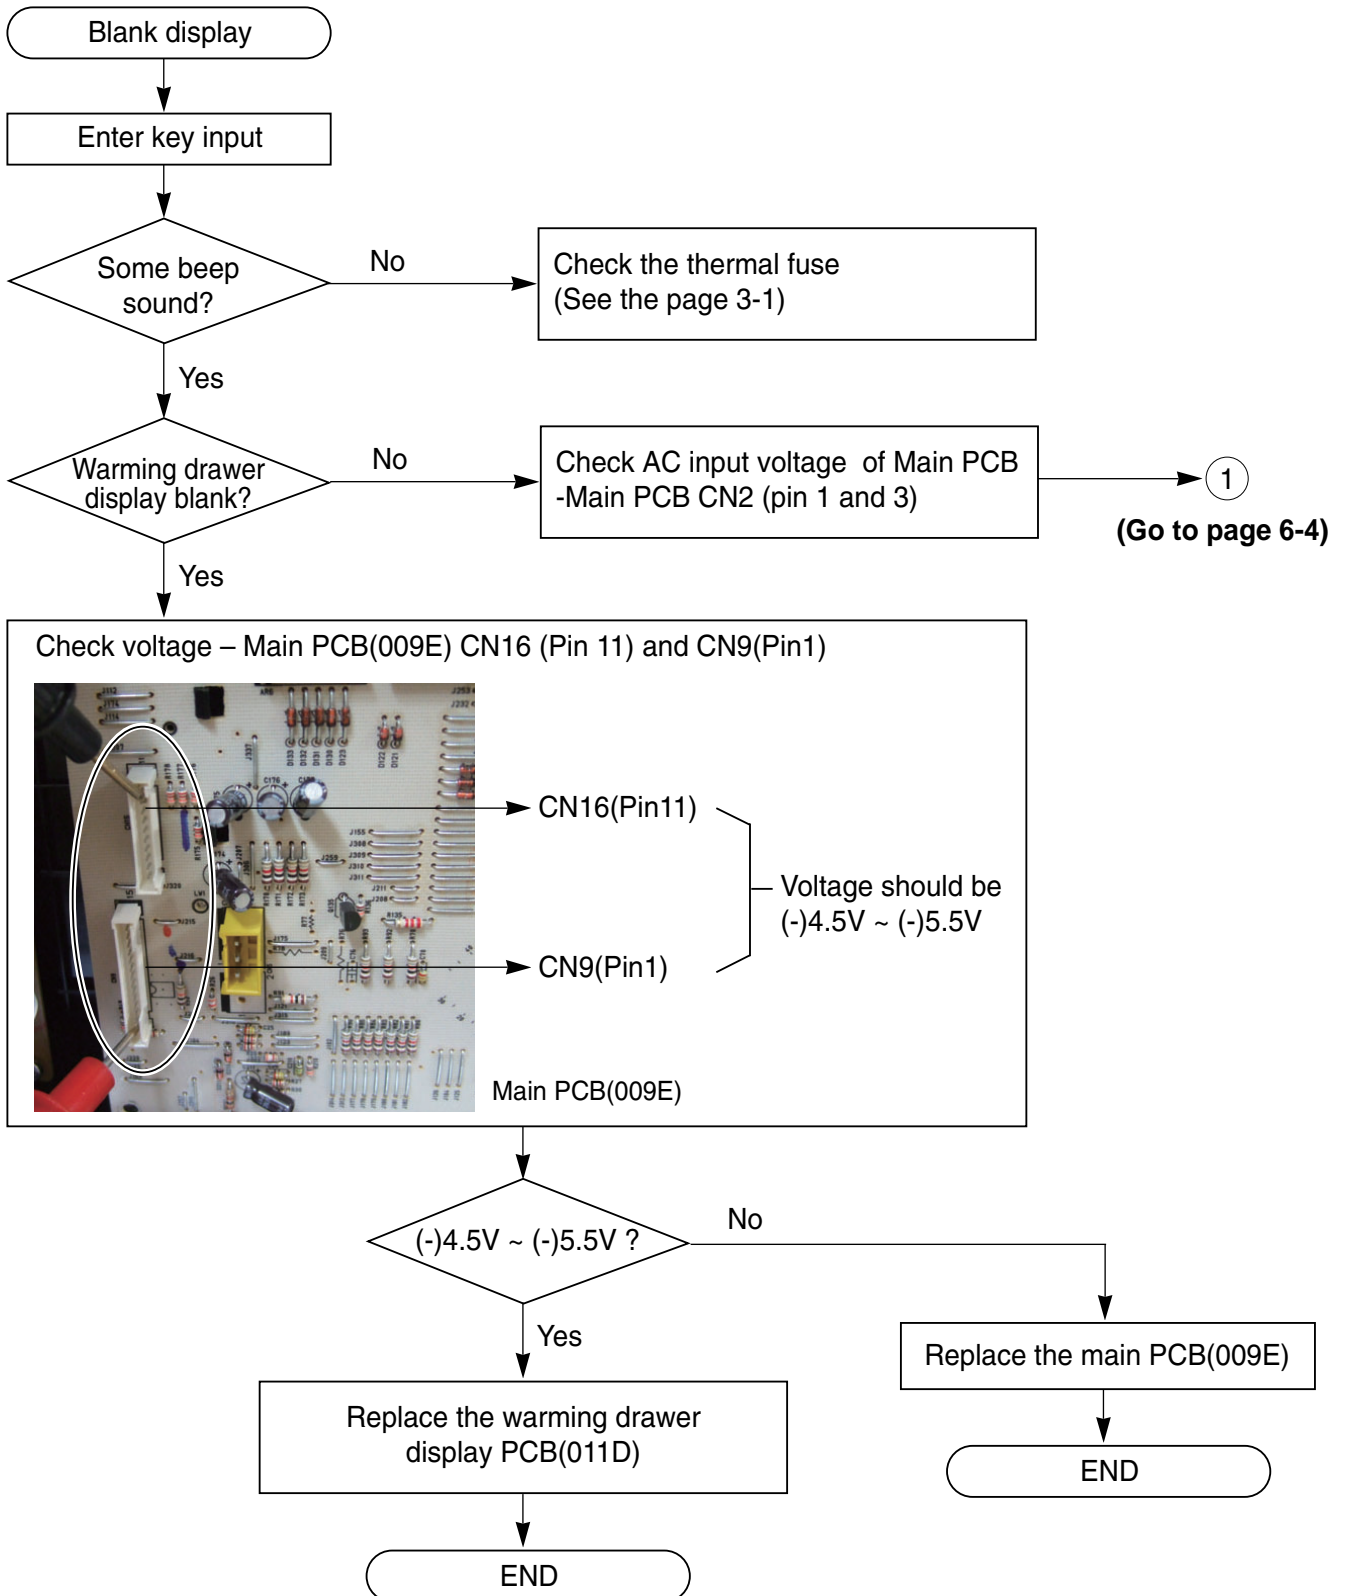 Blank display
Enter key input
Some beep
sound?
No
Check the thermal fuse
(See the page 3-1)
Yes
Warming drawer
display blank?
No
Check AC input voltage of Main PCB
-Main PCB CN2 (pin 1 and 3)
1
(Go to page 6-4)
Yes
Check voltage – Main PCB(009E) CN16 (Pin 11) and CN9(Pin1)
CN16(Pin11)
Voltage should be
(-)4.5V ~ (-)5.5V
CN9(Pin1)
Main PCB(009E)
(-)4.5V ~ (-)5.5V ?
No
Yes
Replace the main PCB(009E)
Replace the warming drawer
display PCB(011D)
END
END